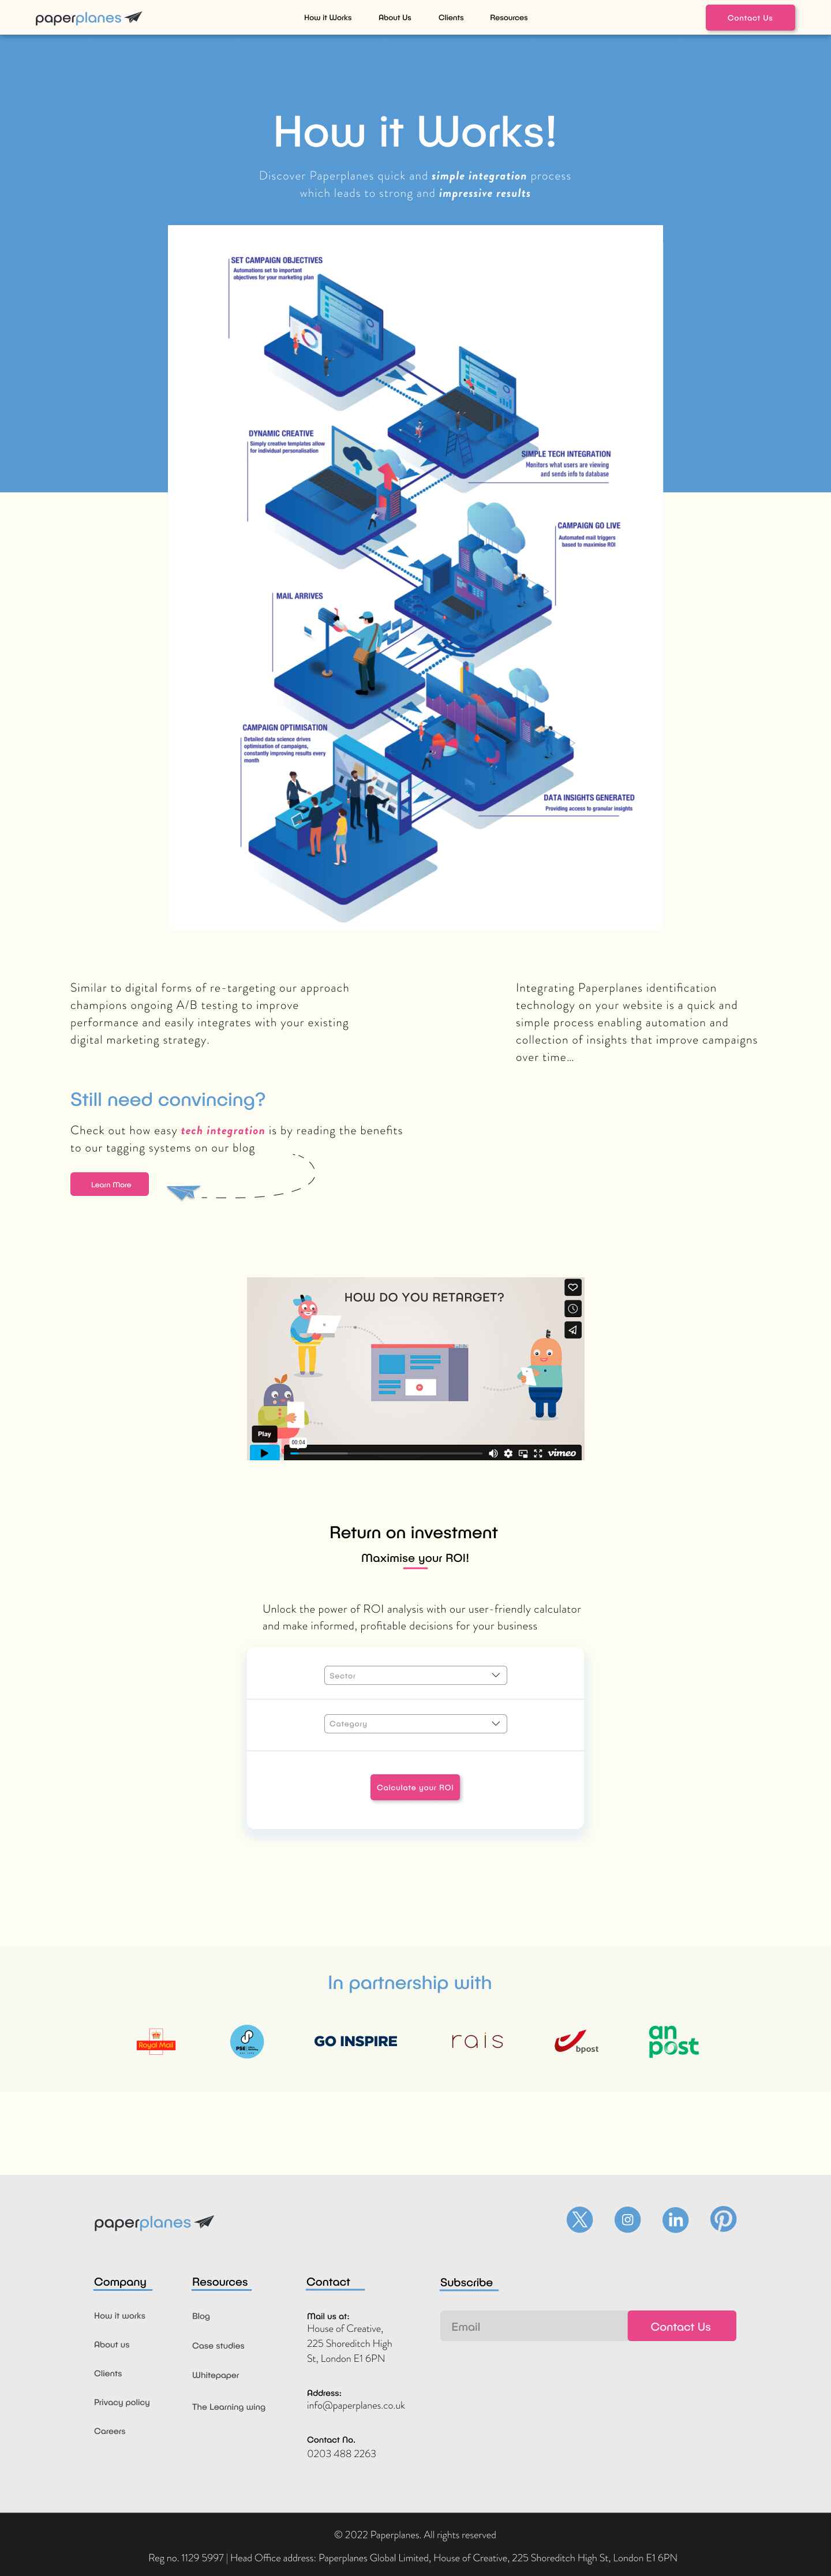 paperplanes
How it Works
About Us
Clients
Resources
Contact Us
How it Works!
Discover Paperplanes quick and simple integration process
which leads to strong and impressive results
SET CAMPAIGN OBJECTIVES
Automations set to important
objectives for your marketing plan
DYNAMIC CREATIVE
Simply creative templates allow
for individual personalisation
SIMPLE TECH INTEGRATION
Monitors what users are viewing
and sends info to database
CAMPAIGN GO LIVE
Automated mail triggers
based to maximise ROI
MAIL ARRIVES
CAMPAIGN OPTIMISATION
Detailed data science drives
optimisation of campaigns,
constantly improving results every
month
DATA INSIGHTS GENERATED
Providing access to granular insights
Similar to digital forms of re-targeting our approach
champions ongoing A/B testing to improve
performance and easily integrates with your existing
digital marketing strategy.
Integrating Paperplanes identification
technology on your website is a quick and
simple process enabling automation and
collection of insights that improve campaigns
over time...
Still need convincing?
Check out how easy tech integration is by reading the benefits
to our tagging systems on our blog
Learn More
HOW DO YOU RETARGET?
Play
00:04
vimeo
Return on investment
Maximise your ROI!
Unlock the power of ROI analysis with our user-friendly calculator
and make informed, profitable decisions for your business
Sector
Category
Calculate your ROI
In partnership with
Royal Mail
PSE
GO INSPIRE
rais
bpost
an
post
paperplanes
Company
How it works
About us
Clients
Privacy policy
Careers
Resources
Blog
Case studies
Whitepaper
The Learning wing
Contact
Mail us at:
House of Creative,
225 Shoreditch High
St, London E1 6PN
Address:
info@paperplanes.co.uk
Contact No.
0203 488 2263
Subscribe
Email
Contact Us
© 2022 Paperplanes. All rights reserved
Reg no. 1129 5997 | Head Office address: Paperplanes Global Limited, House of Creative, 225 Shoreditch High St, London E1 6PN